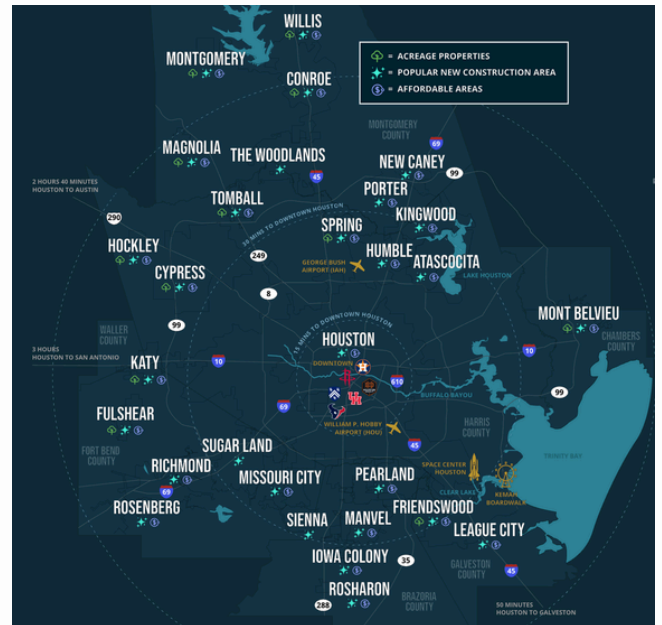 WILLIS
MONTGOMERY
CONROE
= ACREAGE PROPERTIES
= POPULAR NEW CONSTRUCTION AREA
$ = AFFORDABLE AREAS
MONTGOMERY
COUNTY
69
MAGNOLIA
THE WOODLANDS
45
NEW CANEY
99
2 HOURS 40 MINUTES
HOUSTON TO AUSTIN
PORTER
TOMBALL
290
30 MINS TO DOWNTOWN HOUSTON
KINGWOOD
SPRING
HOCKLEY
249
HUMBLE
GEORGE BUSH
AIRPORT (IAH)
ATASCOCITA
LAKE HOUSTON
CYPRESS
8
MONT BELVIEU
99
15 MINS TO DOWNTOWN HOUSTON
WALLER
COUNTY
CHAMBERS
COUNTY
HOUSTON
3 HOURS
HOUSTON TO SAN ANTONIO
10
10
KATY
DOWNTOWN
H
610
99
BUFFALO BAYOU
69
UH
FULSHEAR
WILLIAM P. HOBBY
AIRPORT (HOU)
HARRIS
COUNTY
45
FORT BEND
COUNTY
SUGAR LAND
TRINITY BAY
RICHMOND
MISSOURI CITY
PEARLAND
SPACE CENTER
HOUSTON
69
CLEAR LAKE
KEMAH
BOARDWALK
ROSENBERG
FRIENDSWOOD
SIENNA
MANVEL
LEAGUE CITY
IOWA COLONY
35
GALVESTON
COUNTY
45
ROSHARON
288
BRAZORIA
COUNTY
50 MINUTES
HOUSTON TO GALVESTON